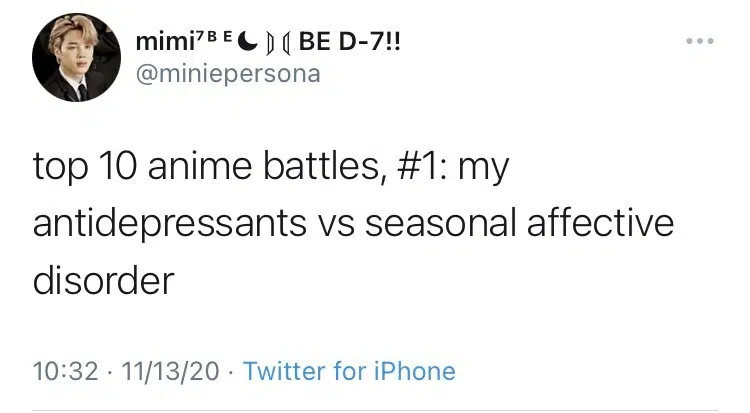 mimi⁷ᴮ ᴱ☾ ⟭⟬ BE D-7!!
@miniepersona
top 10 anime battles, #1: my
antidepressants vs seasonal affective
disorder
10:32 · 11/13/20 · Twitter for iPhone